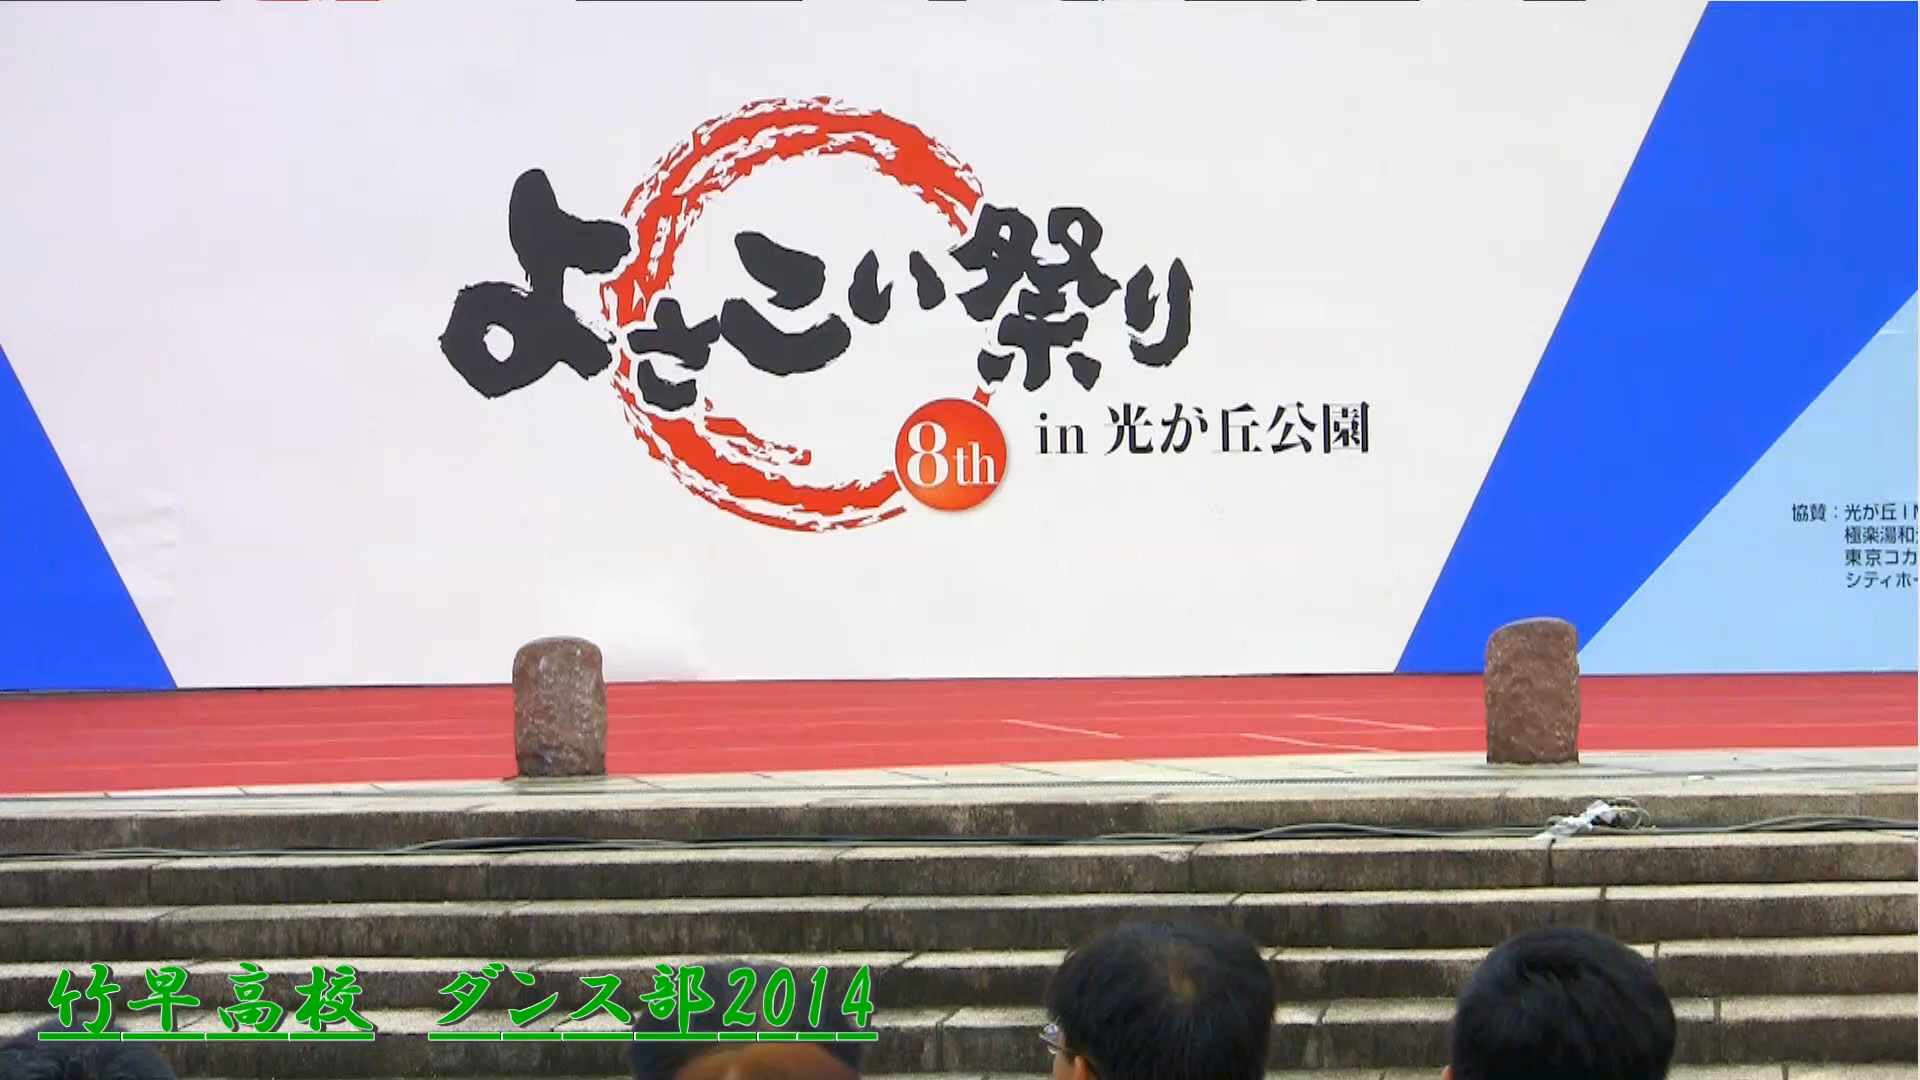 よさこい祭り
8th
in 光が丘公園
協賛：光が丘IM
極楽湯和
東京コカ
シティホー
竹早高校 ダンス部2014